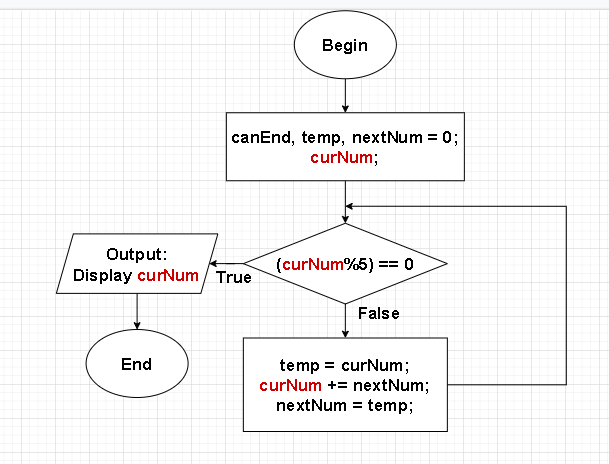 Begin
canEnd, temp, nextNum = 0;
curNum;
(curNum%5) == 0
True
Output:
Display curNum
End
False
temp = curNum;
curNum += nextNum;
nextNum = temp;